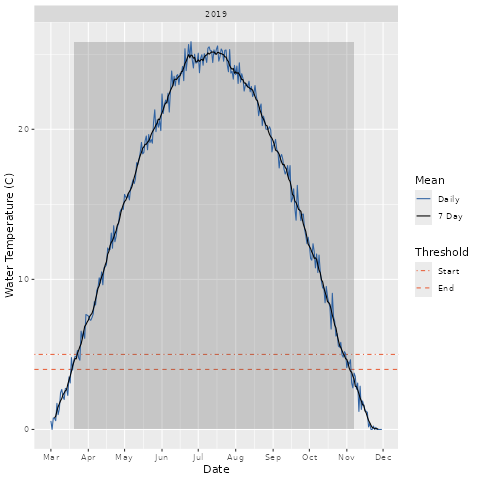 2019
Water Temperature (C)
20
10
0
Mar Apr May Jun Jul Aug Sep Oct Nov Dec
Date
Mean
Daily
7 Day
Threshold
Start
End